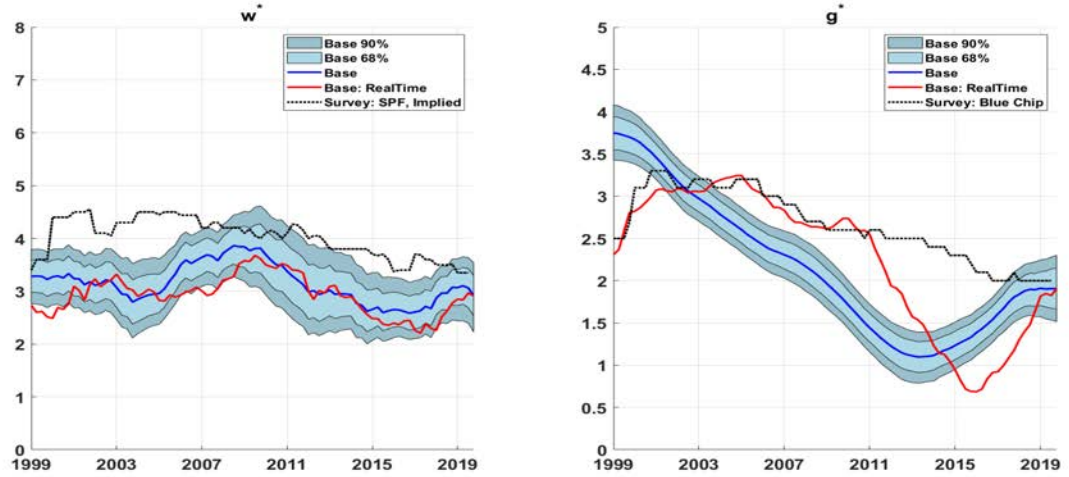 w*
8
7
6
5
4
3
2
1
0
1999 2003 2007 2011 2015 2019
Base 90%
Base 68%
Base
Base: RealTime
Survey: SPF, Implied
g*
5
4.5
4
3.5
3
2.5
2
1.5
1
0.5
0
1999 2003 2007 2011 2015 2019
Base 90%
Base 68%
Base
Base: RealTime
Survey: Blue Chip